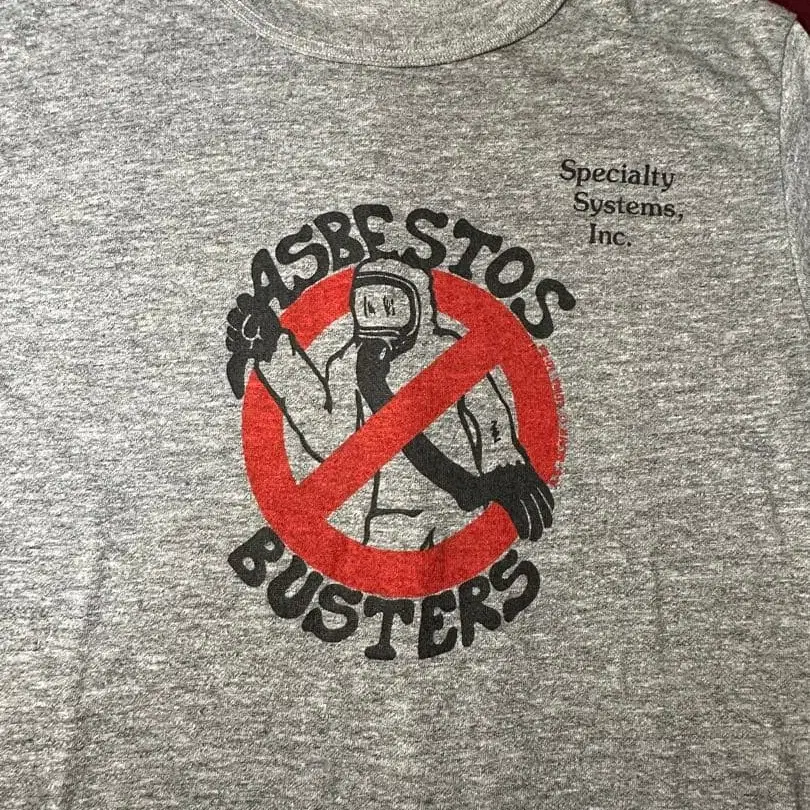 ASBESTOS
BUSTERS
Specialty
Systems,
Inc.